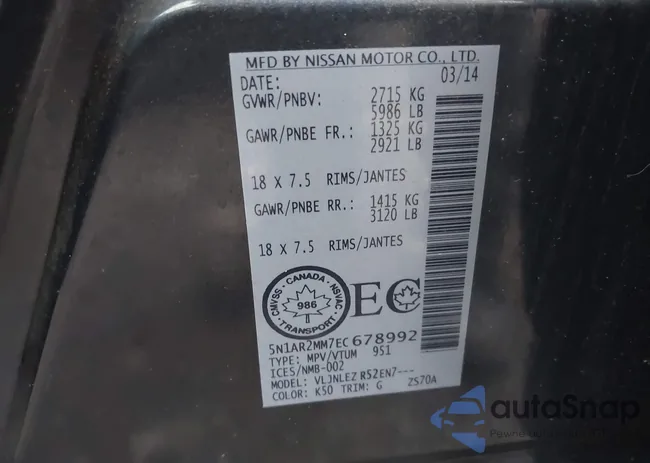 MFD BY NISSAN MOTOR CO., LTD.
DATE: 03/14
GVWR/PNBV: 2715 KG
5986 LB
GAWR/PNBE FR.: 1325 KG
2921 LB
18 X 7.5 RIMS/JANTES
GAWR/PNBE RR.: 1415 KG
3120 LB
18 X 7.5 RIMS/JANTES
CANADA
CMVSS NSVAC
986
TRANSPORT
EC
5N1AR2MM7EC678992
TYPE: MPV/VTUM 951
ICES/NMB-002
MODEL: VLJNLEZ R52EN7---
COLOR: K50 TRIM: G ZS70A
autaSnap